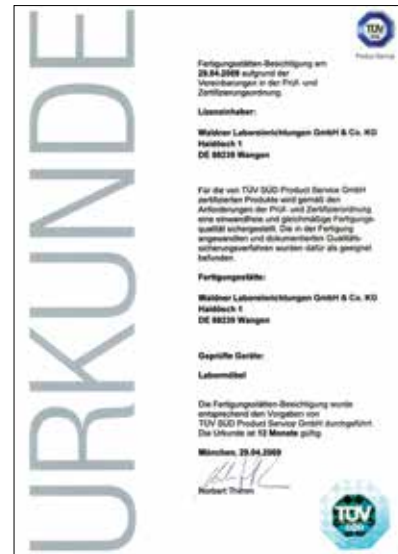 URKUNDE
TÜV
SÜD
Product Service
Fertigungsstätten-Besichtigung am
29.04.2009 aufgrund der
Vereinbarungen in der Prüf- und
Zertifizierungsordnung.
Lizenzinhaber:
Waldner Laboreinrichtungen GmbH & Co. KG
Haidösch 1
DE 88239 Wangen
Für die von TÜV SÜD Product Service GmbH
zertifizierten Produkte wird gemäß den
Anforderungen der Prüf- und Zertifizierordnung
eine einwandfreie und gleichmäßige Fertigungs-
qualität sichergestellt. Die in der Fertigung
angewandten und dokumentierten Qualitäts-
sicherungsverfahren wurden dafür als geeignet
befunden.
Fertigungsstätte:
Waldner Laboreinrichtungen GmbH & Co. KG
Haidösch 1
DE 88239 Wangen
Geprüfte Geräte:
Labormöbel
Die Fertigungsstätten-Besichtigung wurde
entsprechend den Vorgaben von
TÜV SÜD Product Service GmbH durchgeführt.
Die Urkunde ist 12 Monate gültig.
München, 29.04.2009
Norbert
TÜV
SÜD